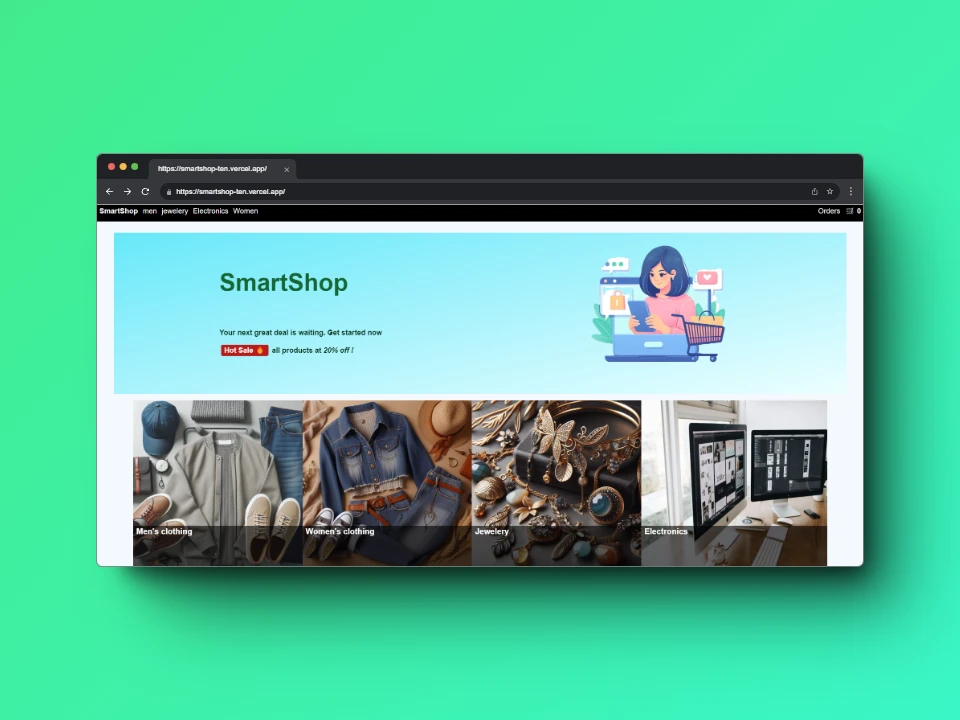 https://smartshop-ten.vercel.app/
https://smartshop-ten.vercel.app/
SmartShop men jewelery Electronics Women Orders 0
SmartShop
Your next great deal is waiting. Get started now
Hot Sale 🔥 all products at 20% off !
Men's clothing Women's clothing Jewelery Electronics